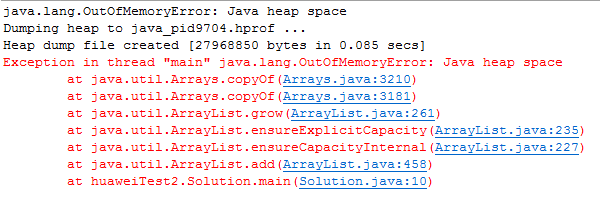 java.lang.OutOfMemoryError: Java heap space
Dumping heap to java_pid9704.hprof ...
Heap dump file created [27968850 bytes in 0.085 secs]
Exception in thread "main" java.lang.OutOfMemoryError: Java heap space
at java.util.Arrays.copyOf(Arrays.java:3210)
at java.util.Arrays.copyOf(Arrays.java:3181)
at java.util.ArrayList.grow(ArrayList.java:261)
at java.util.ArrayList.ensureExplicitCapacity(ArrayList.java:235)
at java.util.ArrayList.ensureCapacityInternal(ArrayList.java:227)
at java.util.ArrayList.add(ArrayList.java:458)
at huaweiTest2.Solution.main(Solution.java:10)